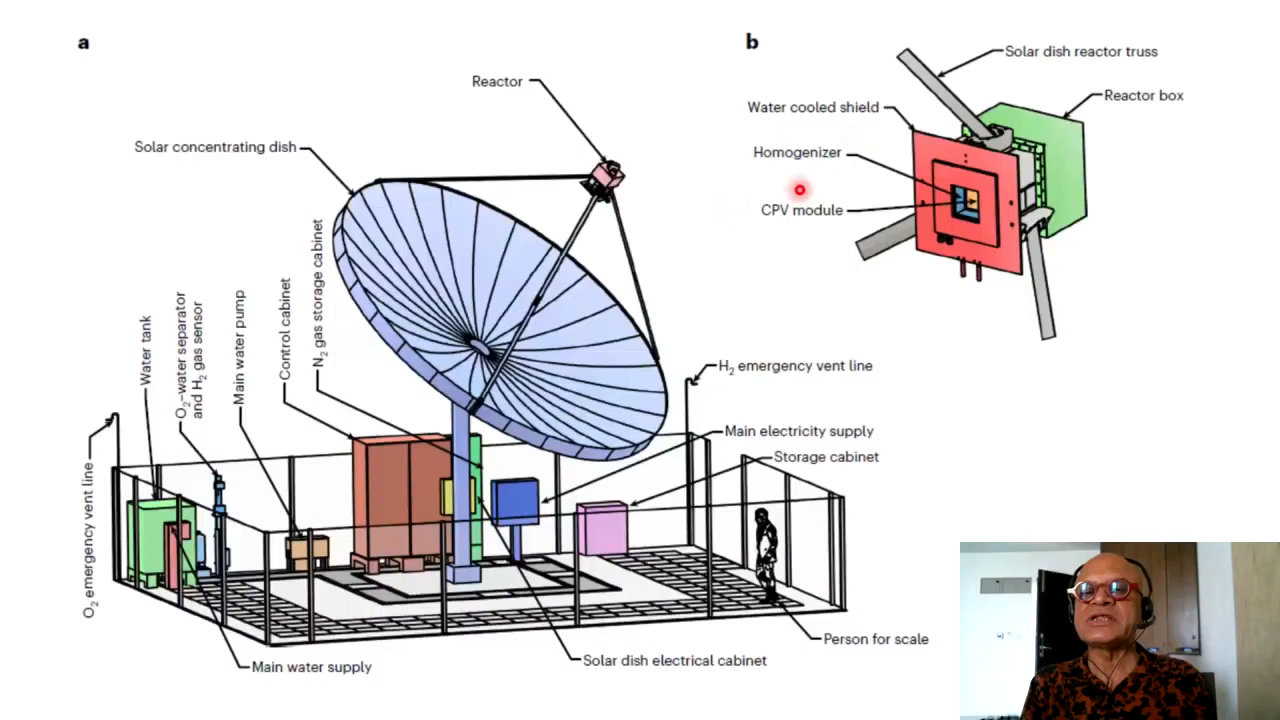 a
b
Reactor
Solar concentrating dish
N2 gas storage cabinet
Control cabinet
Main water pump
O2–water separator
and H2 gas sensor
Water tank
O2 emergency vent line
Main water supply
H2 emergency vent line
Main electricity supply
Storage cabinet
Person for scale
Solar dish electrical cabinet
Solar dish reactor truss
Reactor box
Water cooled shield
Homogenizer
CPV module